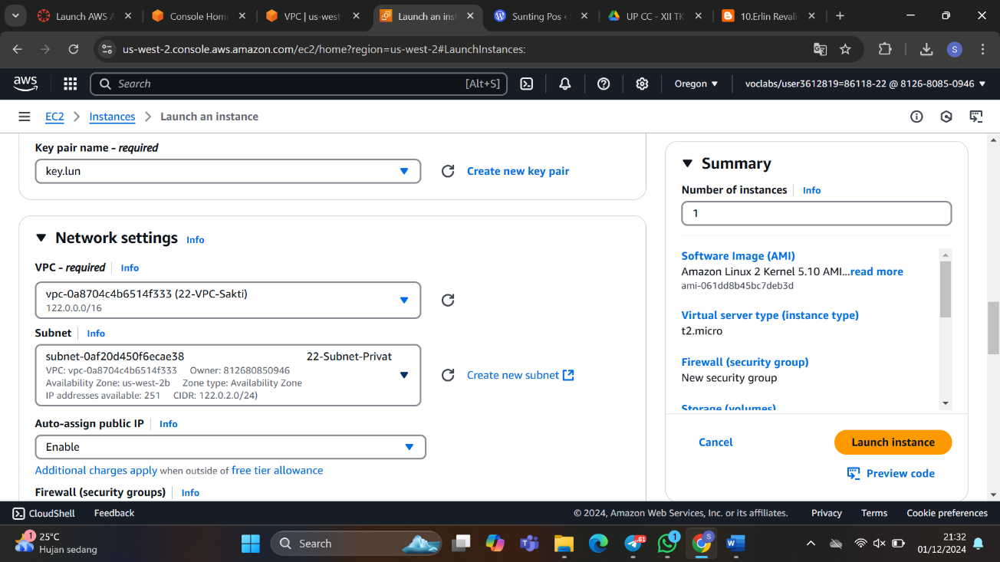 Launch AWS A
Console Home
VPC | us-west
Launch an inst
Sunting Pos ‹
UP CC - XII TK
10.Erlin Revali
us-west-2.console.aws.amazon.com/ec2/home?region=us-west-2#LaunchInstances:
S
aws
Search
[Alt+S]
Oregon
voclabs/user3612819=86118-22 @ 8126-8085-0946
EC2
Instances
Launch an instance
Key pair name - required
key.lun
Create new key pair
Network settings
Info
VPC - required
Info
vpc-0a8704c4b6514f333 (22-VPC-Sakti)
122.0.0.0/16
Subnet
Info
subnet-0af20d450f6ecae38
22-Subnet-Privat
VPC: vpc-0a8704c4b6514f333 Owner: 812680850946
Availability Zone: us-west-2b Zone type: Availability Zone
IP addresses available: 251 CIDR: 122.0.2.0/24)
Create new subnet
Auto-assign public IP
Info
Enable
Additional charges apply when outside of free tier allowance
Firewall (security groups)
Info
Summary
Number of instances
Info
1
Software Image (AMI)
Amazon Linux 2 Kernel 5.10 AMI...read more
ami-061dd8b45bc7deb3d
Virtual server type (instance type)
t2.micro
Firewall (security group)
New security group
Storage (volumes)
Cancel
Launch instance
Preview code
CloudShell
Feedback
© 2024, Amazon Web Services, Inc. or its affiliates.
Privacy
Terms
Cookie preferences
1
25°C
Hujan sedang
Search
61
1
S
21:32
01/12/2024